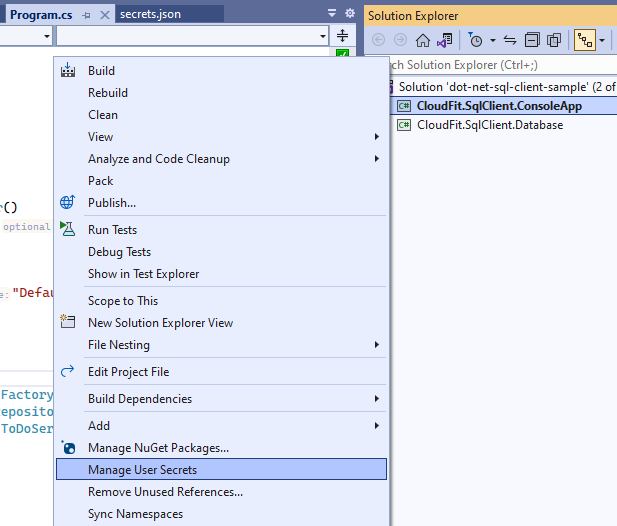 Program.cs
secrets.json
Solution Explorer
ch Solution Explorer (Ctrl+;)
Solution 'dot-net-sql-client-sample' (2 of
C# CloudFit.SqlClient.ConsoleApp
C# CloudFit.SqlClient.Database
Build
Rebuild
Clean
View
Analyze and Code Cleanup
Pack
Publish...
Run Tests
Debug Tests
Show in Test Explorer
Scope to This
New Solution Explorer View
File Nesting
Edit Project File
Build Dependencies
Add
Manage NuGet Packages...
Manage User Secrets
Remove Unused References...
Sync Namespaces
r()
optional
e: "Defau
Factory
eposito
ToDoSer